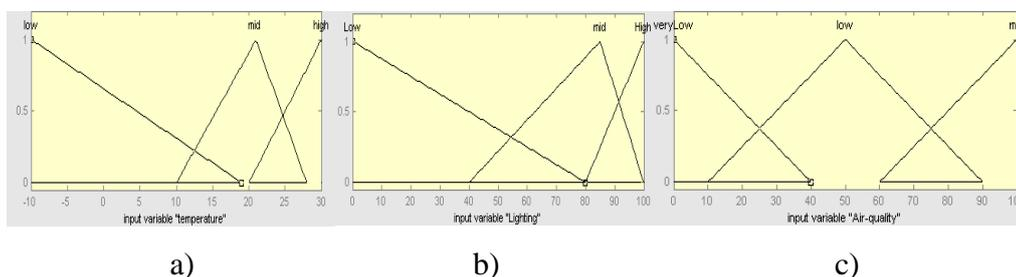 low mid high
1
0.5
0
-10 -5 0 5 10 15 20 25 30
input variable "temperature"
Low mid High
1
0.5
0
0 10 20 30 40 50 60 70 80 90 100
input variable "Lighting"
veryLow low m
1
0.5
0
0 10 20 30 40 50 60 70 80 90 100
input variable "Air-quality"
a) b) c)